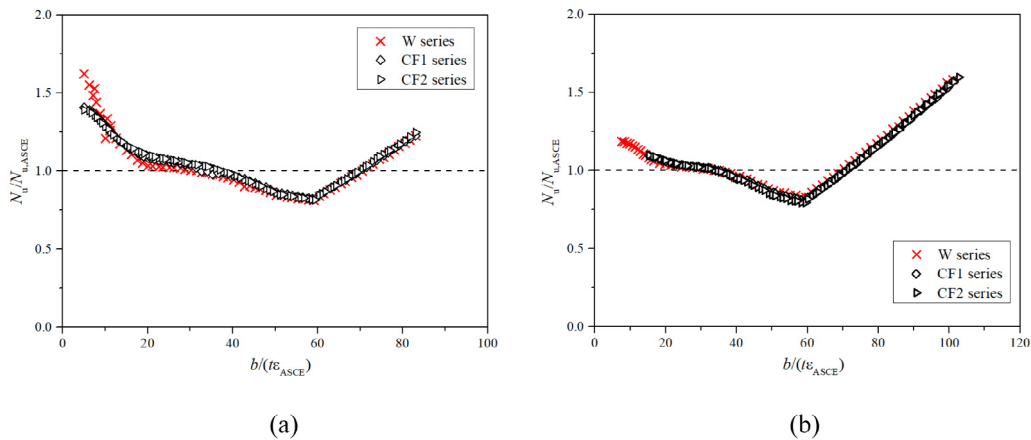 2.0
1.5
1.0
0.5
0.0
0
20
40
60
80
100
N_u/N_u,ASCE
b/(tε_ASCE)
W series
CF1 series
CF2 series
(a)
2.0
1.5
1.0
0.5
0.0
0
20
40
60
80
100
120
N_u/N_u,ASCE
b/(tε_ASCE)
W series
CF1 series
CF2 series
(b)